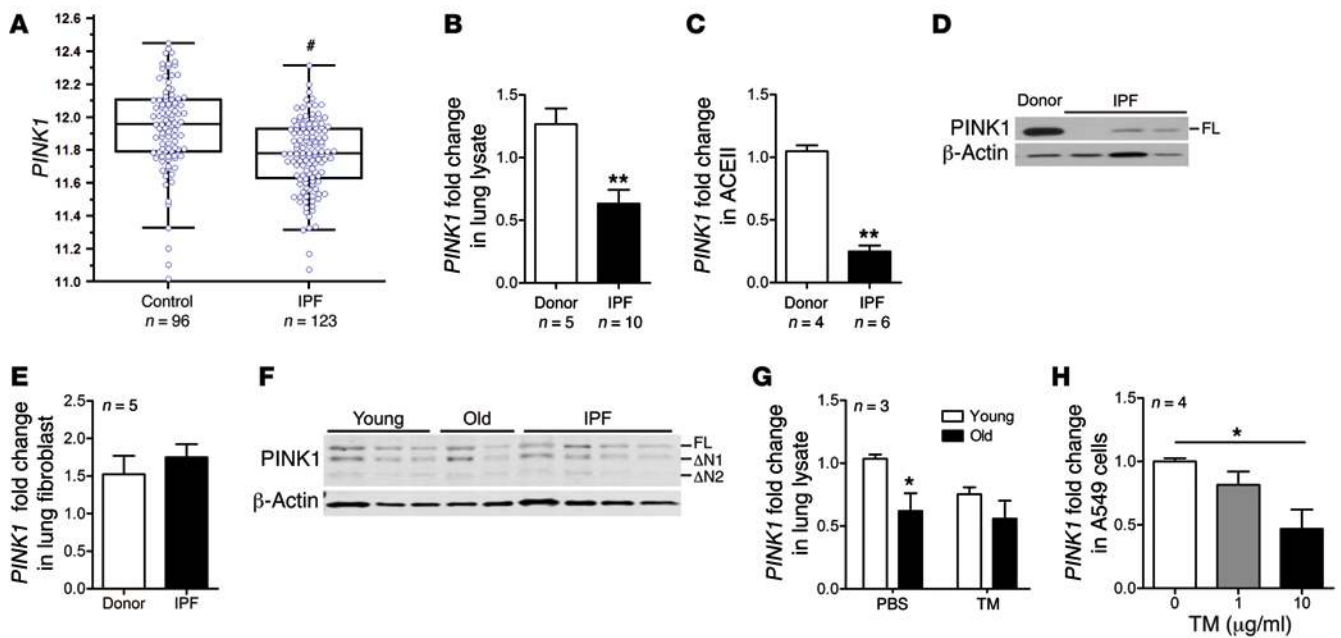 A
PINK1
12.6
12.4
12.2
12.0
11.8
11.6
11.4
11.2
11.0
#
Control
n = 96
IPF
n = 123
B
PINK1 fold change
in lung lysate
1.5
1.0
0.5
0.0
**
Donor
n = 5
IPF
n = 10
C
PINK1 fold change
in ACEII
1.5
1.0
0.5
0.0
**
Donor
n = 4
IPF
n = 6
D
Donor IPF
PINK1
FL
β-Actin
E
PINK1 fold change
in lung fibroblast
2.5
2.0
1.5
1.0
0.5
0.0
n = 5
Donor IPF
F
Young Old IPF
PINK1
FL
ΔN1
ΔN2
β-Actin
G
PINK1 fold change
in lung lysate
1.5
1.0
0.5
0.0
n = 3
Young
Old
*
PBS TM
H
PINK1 fold change
in A549 cells
1.5
1.0
0.5
0.0
n = 4
*
0 1 10
TM (μg/ml)